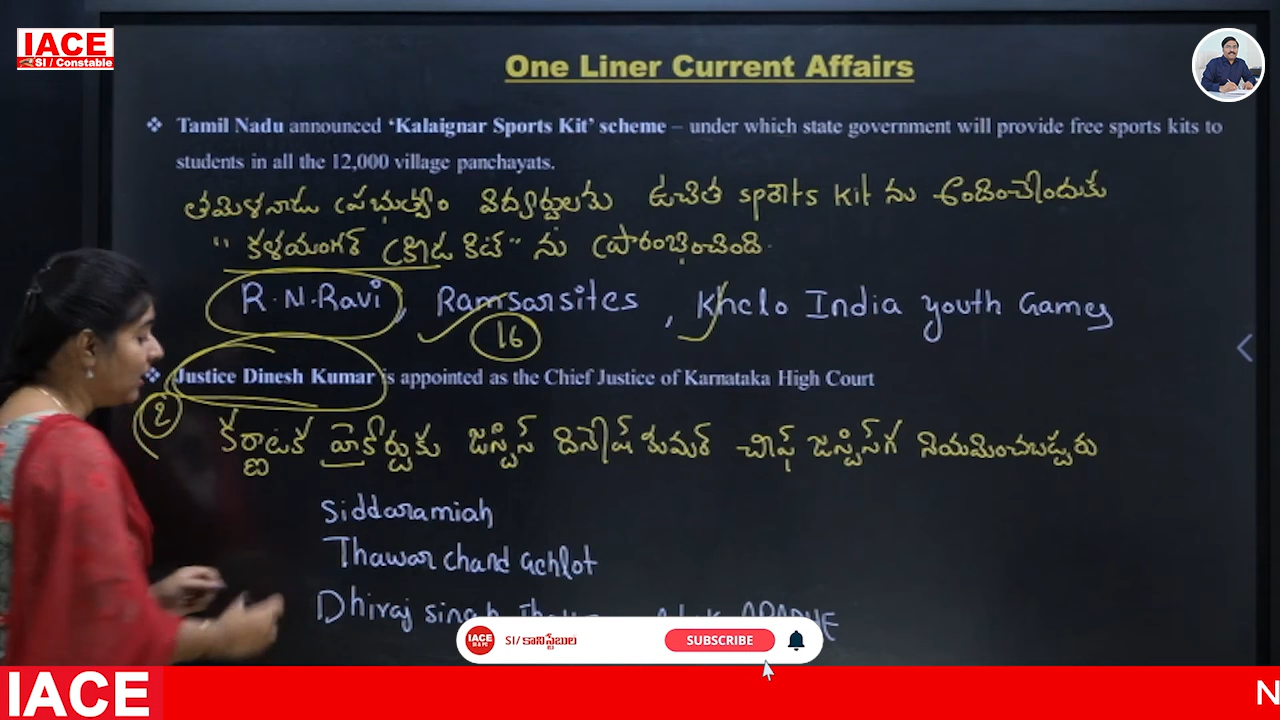 IACE
SI / Constable
One Liner Current Affairs
❖ Tamil Nadu announced ‘Kalaignar Sports Kit’ scheme – under which state government will provide free sports kits to
students in all the 12,000 village panchayats.
తమిళనాడు ప్రభుత్వం విద్యార్థులకు ఉచిత sports kit ను అందించేందుకు
“ కళయంగర్ క్రీడ కిట్” ను ప్రారంభించింది.
R.N.Ravi, Ramsarsites, Khelo India youth Games
16
❖ Justice Dinesh Kumar is appointed as the Chief Justice of Karnataka High Court
2
కర్ణాటక హైకోర్టుకు జస్టిస్ దినేష్ కుమార్ చీఫ్ జస్టిస్‌గ నియమించబడ్డరు
Siddaramiah
Thawar chand Gehlot
Dhiraj singh
IACE SI/ కానిస్టేబుల SUBSCRIBE
IACE N